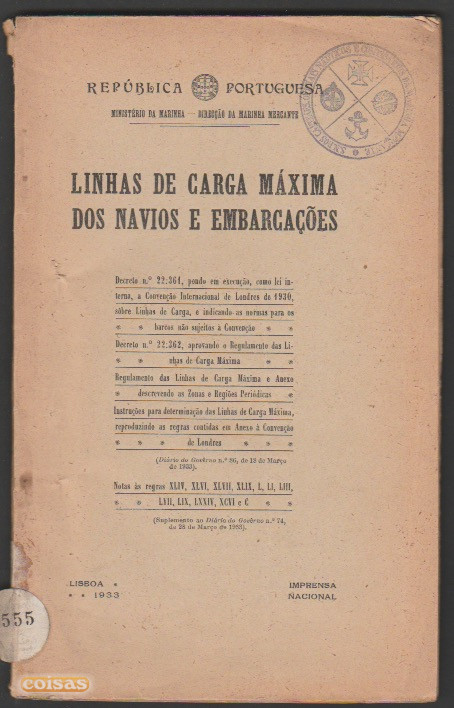 REPÚBLICA PORTUGUESA
MINISTÉRIO DA MARINHA — DIRECÇÃO DA MARINHA MERCANTE
LINHAS DE CARGA MÁXIMA
DOS NAVIOS E EMBARCAÇÕES
Decreto n.º 22:361, pondo em execução, como lei in-
terna, a Convenção Internacional de Londres de 1930,
sôbre Linhas de Carga, e indicando as normas para os
barcos não sujeitos à Convenção
Decreto n.º 22:362, aprovando o Regulamento das Li-
nhas de Carga Máxima
Regulamento das Linhas de Carga Máxima e Anexo
descrevendo as Zonas e Regiões Periódicas
Instruções para determinação das Linhas de Carga Máxima,
reproduzindo as regras contidas em Anexo à Convenção
de Londres
(Diário do Govêrno n.º 66, de 18 de Março
de 1933).
Notas às regras XLIV, XLVI, XLVII, XLIX, L, LI, LIII,
LVII, LIX, LXXIV, XCVI e C
(Suplemento ao Diário do Govêrno n.º 74,
de 28 de Março de 1933).
LISBOA
1933
IMPRENSA
NACIONAL
555
coisas